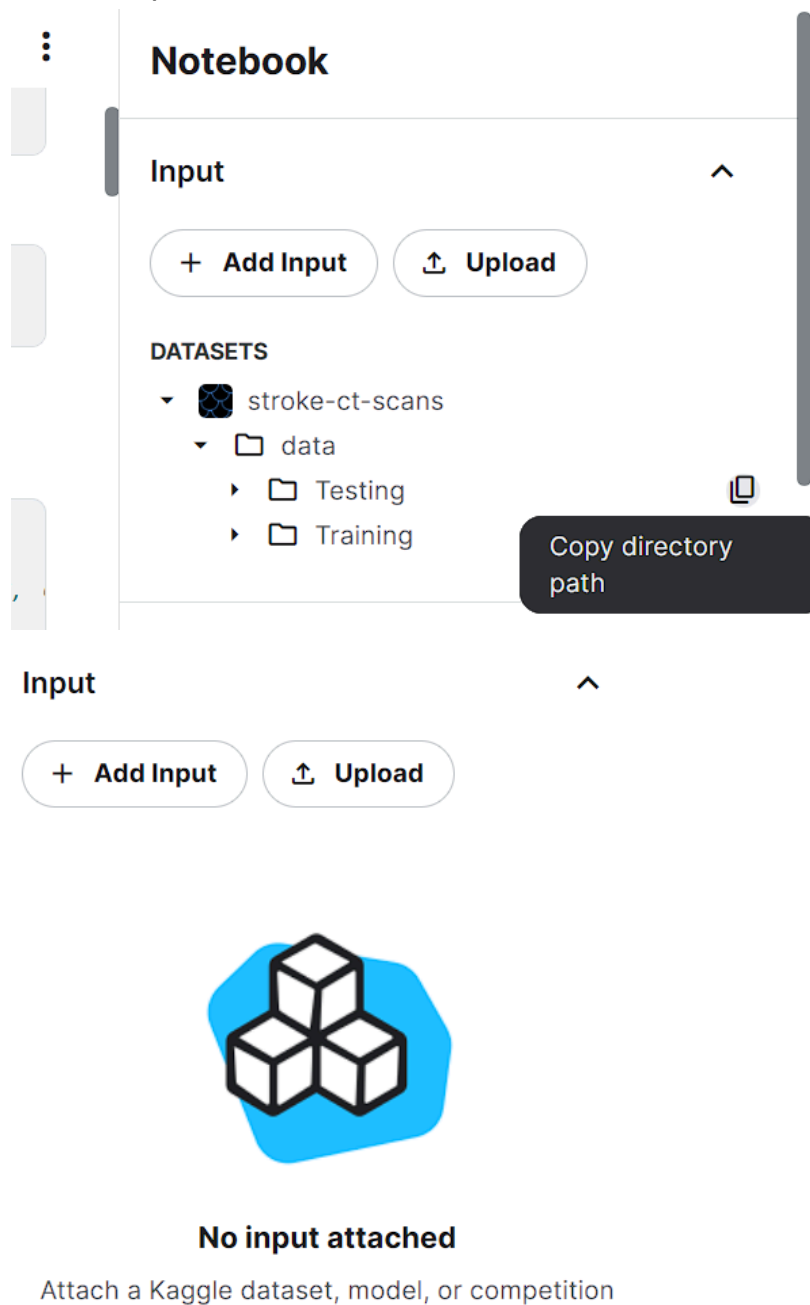 Notebook
Input
+ Add Input Upload
DATASETS
stroke-ct-scans
data
Testing
Training
Copy directory
path
,
Input
+ Add Input Upload
No input attached
Attach a Kaggle dataset, model, or competition